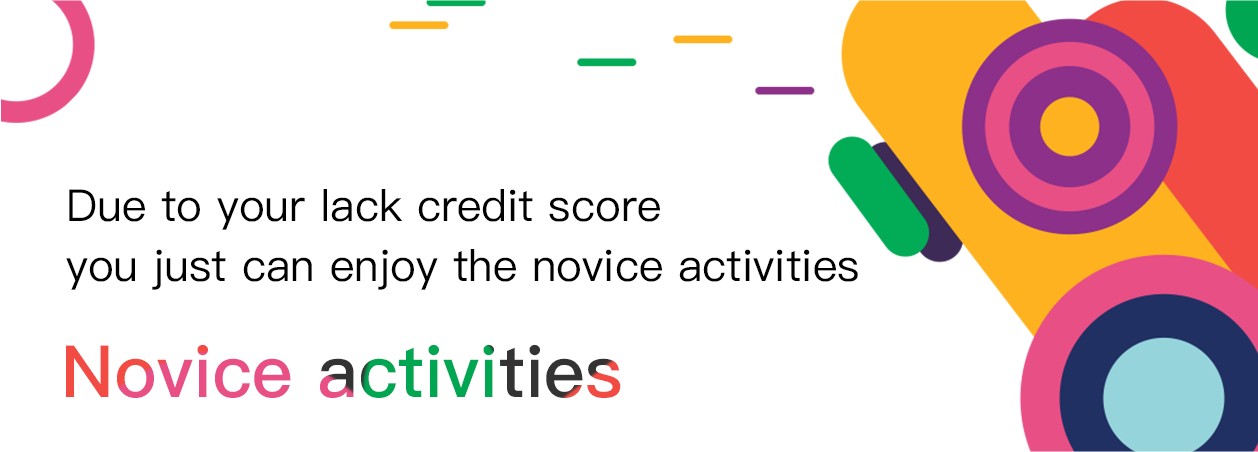 Due to your lack credit score
you just can enjoy the novice activities
Novice activities